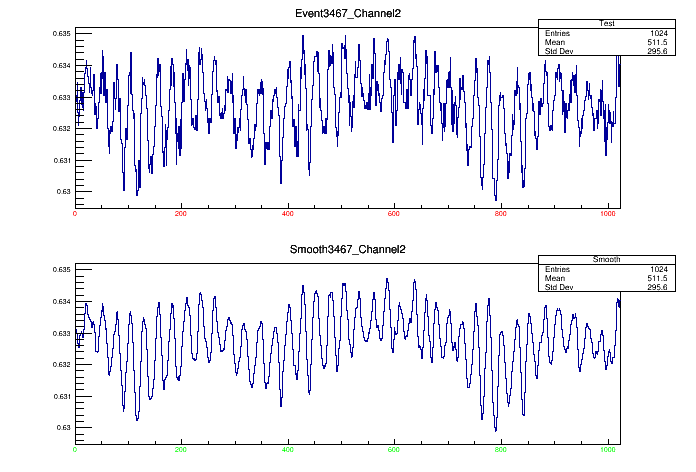 Event3467_Channel2
Test
Entries 1024
Mean 511.5
Std Dev 295.6
0.635
0.634
0.633
0.632
0.631
0.63
0 200 400 600 800 1000
Smooth3467_Channel2
Smooth
Entries 1024
Mean 511.5
Std Dev 295.6
0.635
0.634
0.633
0.632
0.631
0.63
0 200 400 600 800 1000